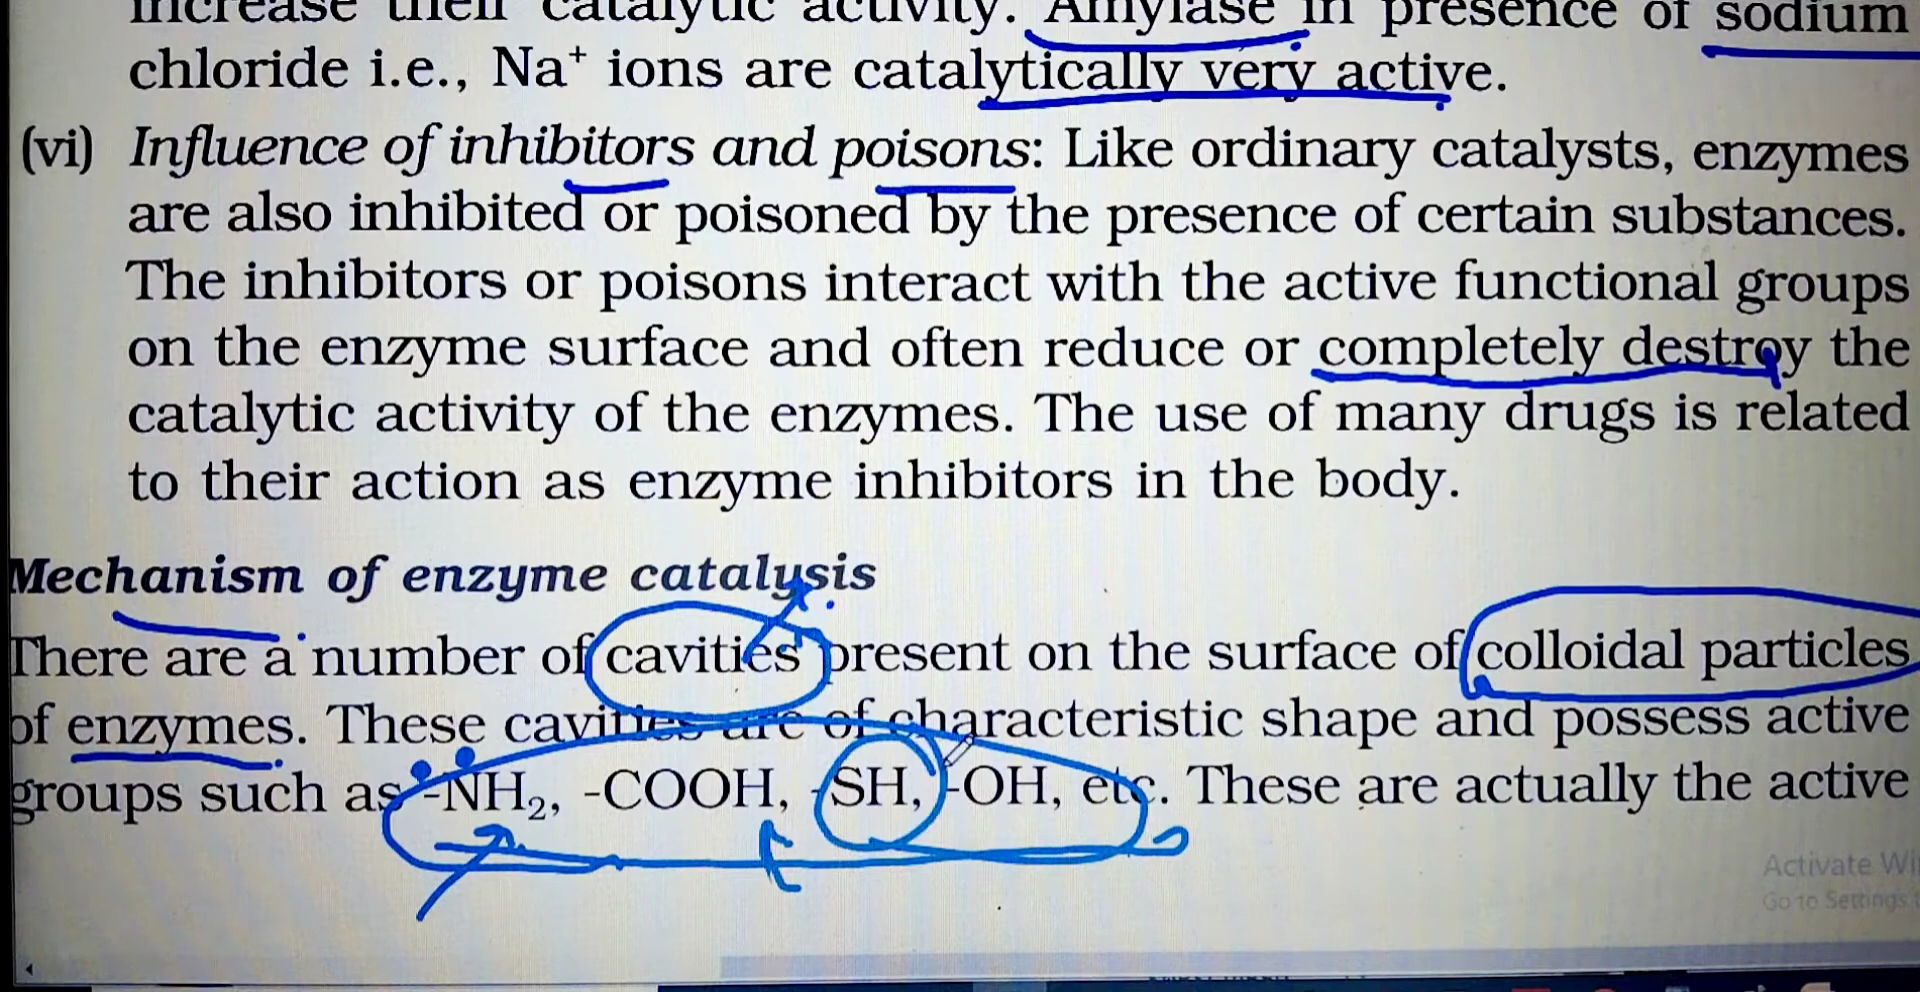 increase their catalytic activity. Amylase in presence of sodium
chloride i.e., Na⁺ ions are catalytically very active.
(vi) Influence of inhibitors and poisons: Like ordinary catalysts, enzymes
are also inhibited or poisoned by the presence of certain substances.
The inhibitors or poisons interact with the active functional groups
on the enzyme surface and often reduce or completely destroy the
catalytic activity of the enzymes. The use of many drugs is related
to their action as enzyme inhibitors in the body.
Mechanism of enzyme catalysis
There are a number of cavities present on the surface of colloidal particles
of enzymes. These cavities are of characteristic shape and possess active
groups such as -NH₂, -COOH, -SH, -OH, etc. These are actually the active
Activate Wi
Go to Settings t